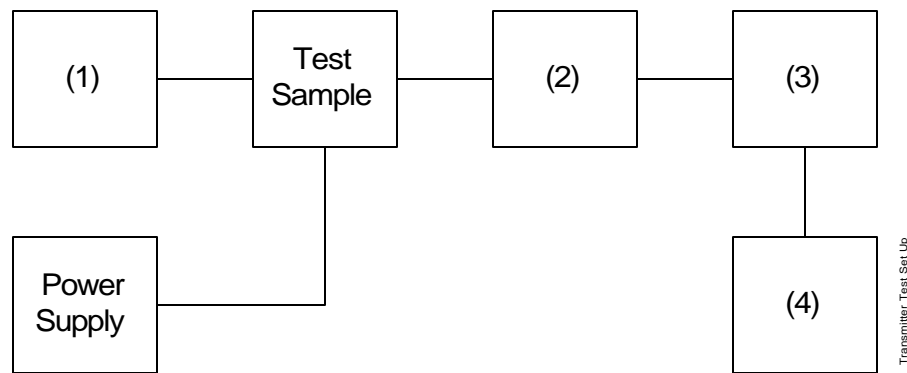 (1)
Test
Sample
(2)
(3)
Power
Supply
(4)
Transmitter Test Set Up